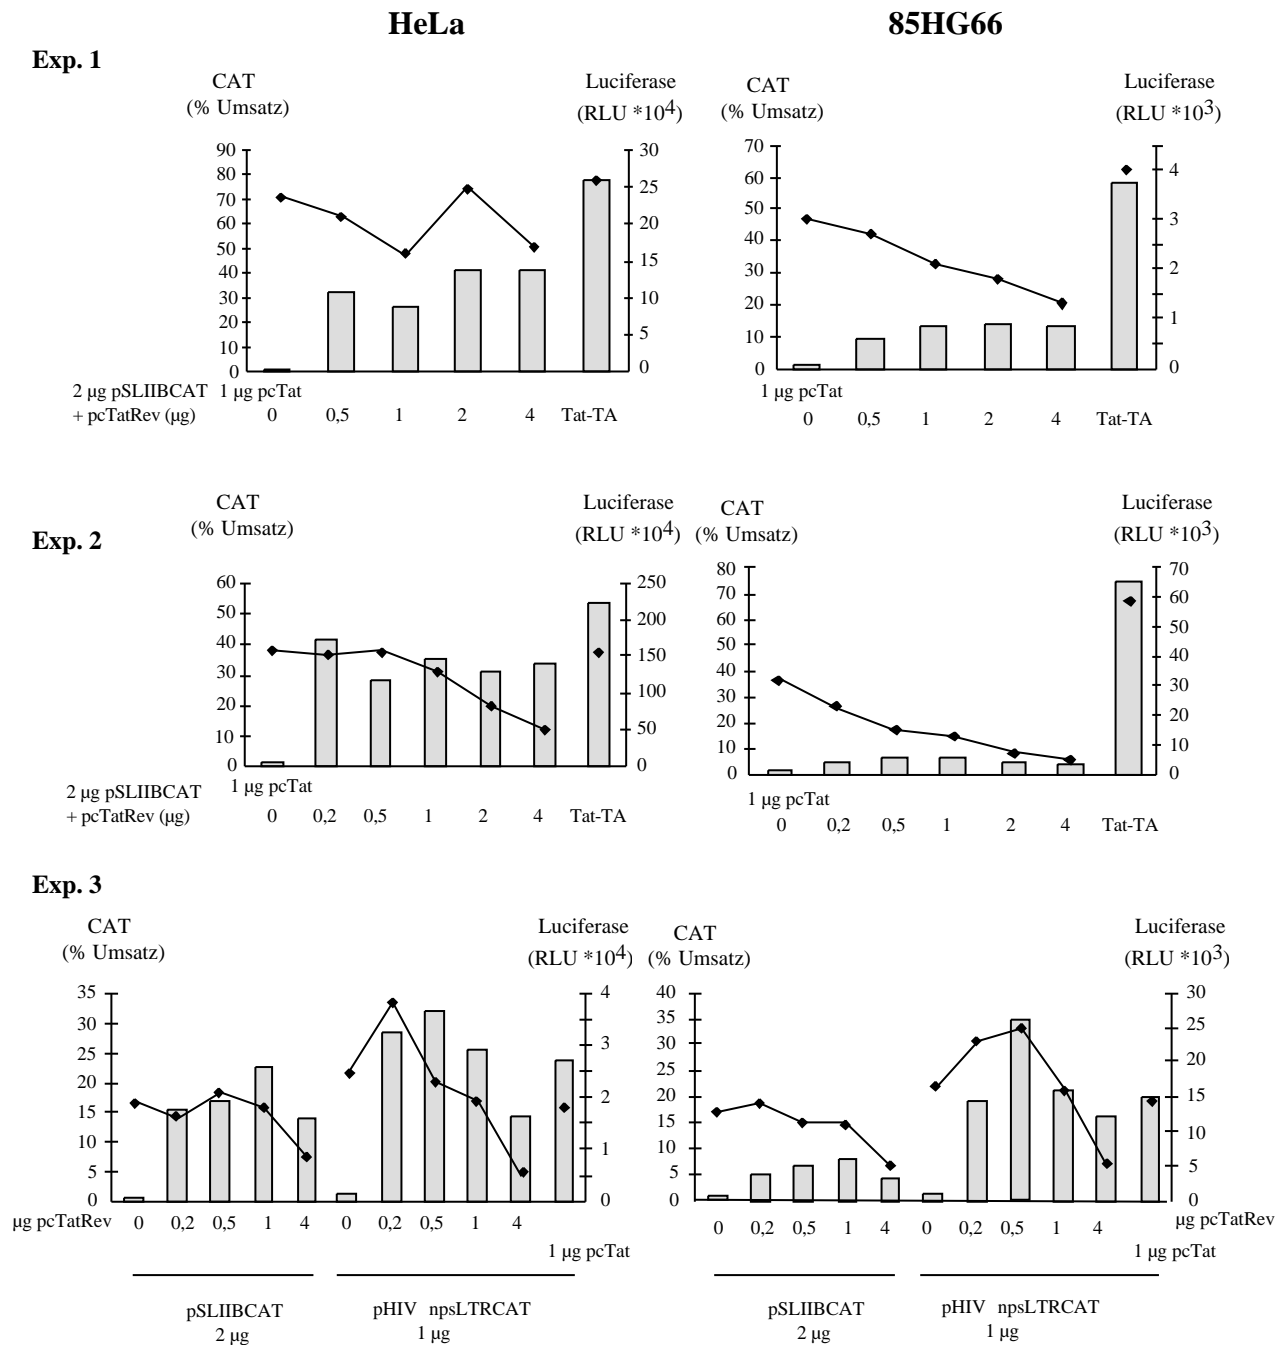 HeLa 85HG66
Exp. 1
CAT Luciferase CAT Luciferase
(% Umsatz) (RLU *10^4) (% Umsatz) (RLU *10^3)
90 30 70 4
80 25 60 3
70 20 50 2
60 15 40 1
50 10 30 0
40 5 20
30 0 10
20 0
10
0
2 µg pSLIIBCAT 1 µg pcTat 1 µg pcTat
+ pcTatRev (µg) 0 0,5 1 2 4 Tat-TA 0 0,5 1 2 4 Tat-TA
Exp. 2
CAT Luciferase CAT Luciferase
(% Umsatz) (RLU *10^4) (% Umsatz) (RLU *10^3)
60 250 80 70
50 200 70 60
40 150 60 50
30 100 50 40
20 50 40 30
10 0 30 20
0 20 10
10 0
0
2 µg pSLIIBCAT 1 µg pcTat 1 µg pcTat
+ pcTatRev (µg) 0 0,2 0,5 1 2 4 Tat-TA 0 0,2 0,5 1 2 4 Tat-TA
Exp. 3
CAT Luciferase CAT Luciferase
(% Umsatz) (RLU *10^4) (% Umsatz) (RLU *10^3)
35 4 40 30
30 3 35 25
25 2 30 20
20 1 25 15
15 0 20 10
10 15 5
5 10 0
0 5
0
µg pcTatRev 0 0,2 0,5 1 4 0 0,2 0,5 1 4 0 0,2 0,5 1 4 0 0,2 0,5 1 4 µg pcTatRev
1 µg pcTat 1 µg pcTat
pSLIIBCAT pHIV npsLTRCAT pSLIIBCAT pHIV npsLTRCAT
2 µg 1 µg 2 µg 1 µg